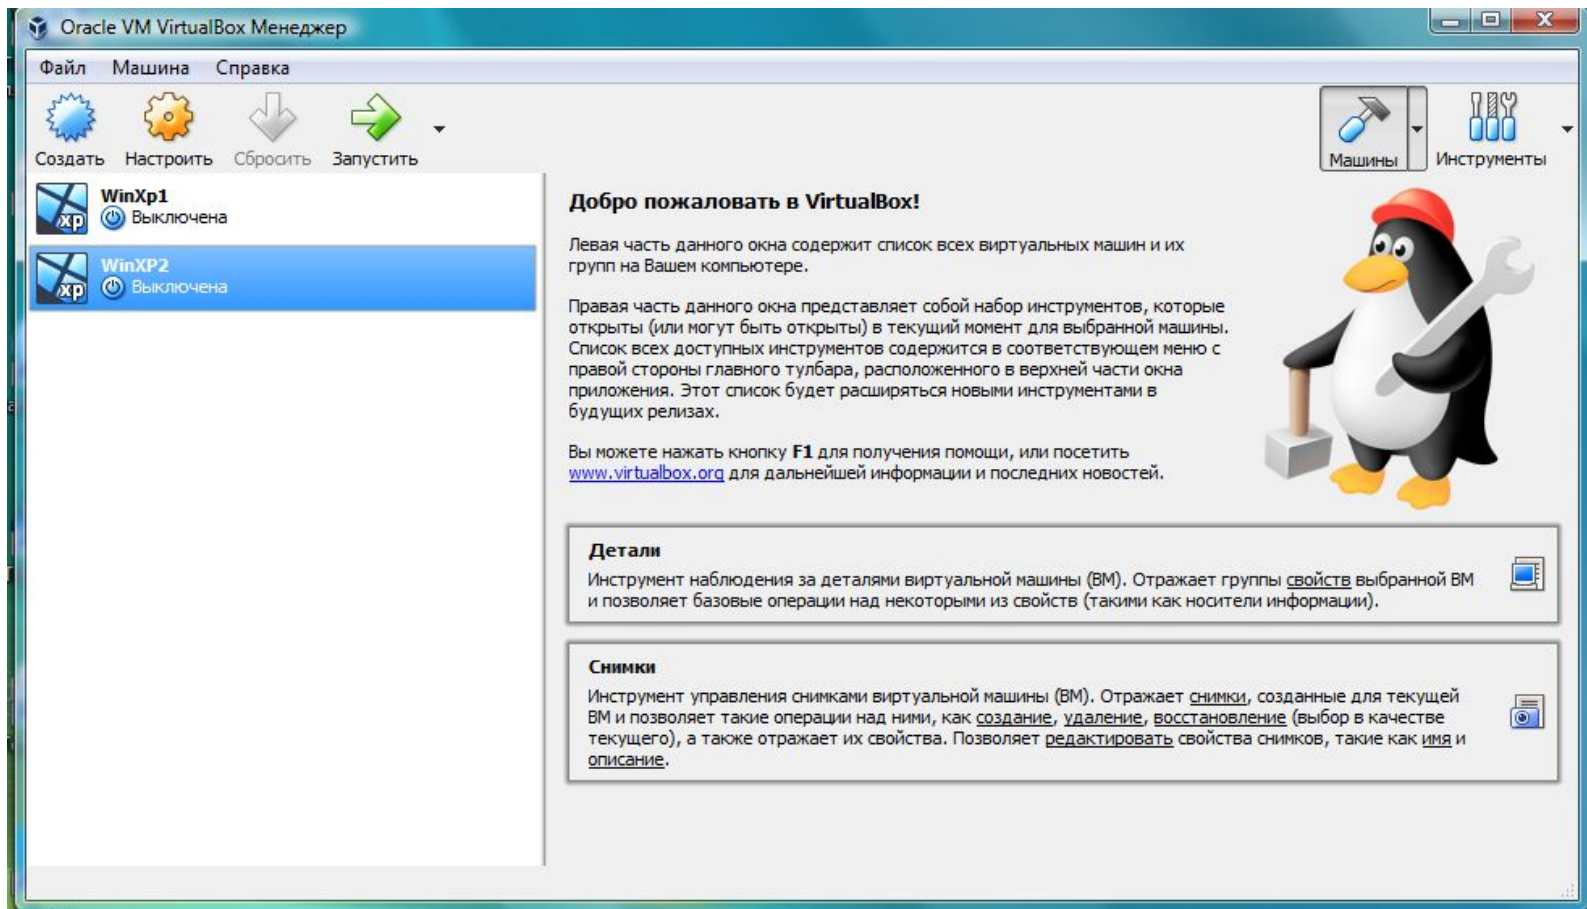 Oracle VM VirtualBox Менеджер
Файл Машина Справка
Создать Настроить Сбросить Запустить
Машины Инструменты
WinXp1
Выключена
WinXP2
Выключена
Добро пожаловать в VirtualBox!
Левая часть данного окна содержит список всех виртуальных машин и их
групп на Вашем компьютере.
Правая часть данного окна представляет собой набор инструментов, которые
открыты (или могут быть открыты) в текущий момент для выбранной машины.
Список всех доступных инструментов содержится в соответствующем меню с
правой стороны главного тулбара, расположенного в верхней части окна
приложения. Этот список будет расширяться новыми инструментами в
будущих релизах.
Вы можете нажать кнопку F1 для получения помощи, или посетить
www.virtualbox.org для дальнейшей информации и последних новостей.
Детали
Инструмент наблюдения за деталями виртуальной машины (ВМ). Отражает группы свойств выбранной ВМ
и позволяет базовые операции над некоторыми из свойств (такими как носители информации).
Снимки
Инструмент управления снимками виртуальной машины (ВМ). Отражает снимки, созданные для текущей
ВМ и позволяет такие операции над ними, как создание, удаление, восстановление (выбор в качестве
текущего), а также отражает их свойства. Позволяет редактировать свойства снимков, такие как имя и
описание.